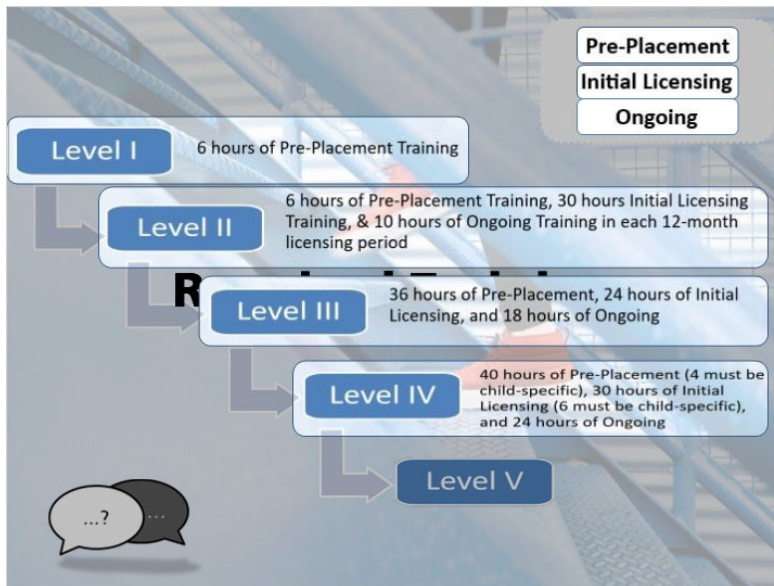 Pre-Placement
Initial Licensing
Ongoing
Level I
6 hours of Pre-Placement Training
Level II
6 hours of Pre-Placement Training, 30 hours Initial Licensing
Training, & 10 hours of Ongoing Training in each 12-month
licensing period
Level III
36 hours of Pre-Placement, 24 hours of Initial
Licensing, and 18 hours of Ongoing
Level IV
40 hours of Pre-Placement (4 must be
child-specific), 30 hours of Initial
Licensing (6 must be child-specific),
and 24 hours of Ongoing
Level V
...?
...